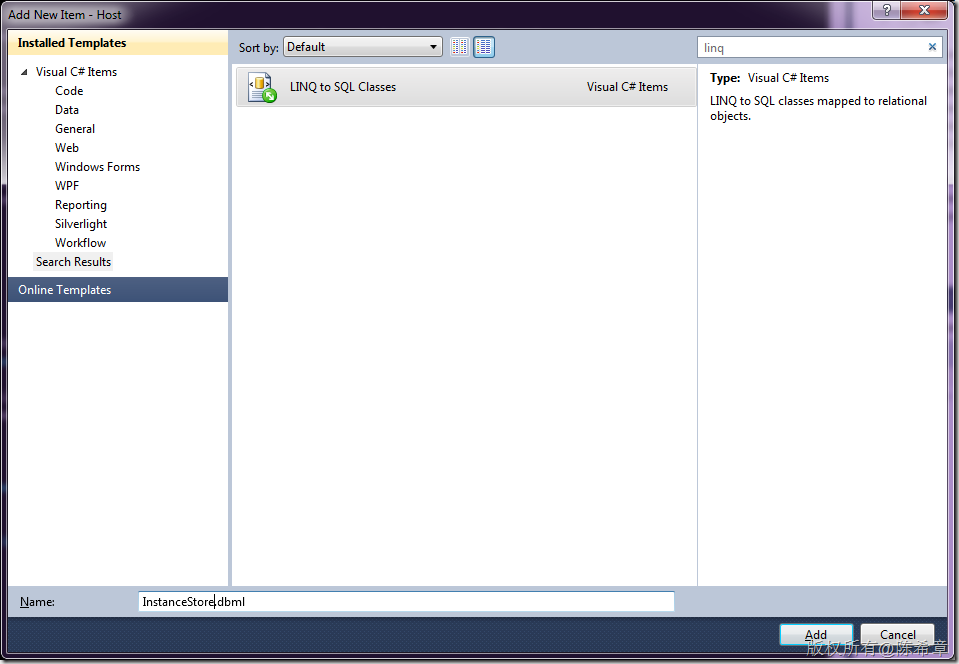 Add New Item - Host
?
Installed Templates
Visual C# Items
Code
Data
General
Web
Windows Forms
WPF
Reporting
Silverlight
Workflow
Search Results
Online Templates
Sort by: Default
linq
LINQ to SQL Classes Visual C# Items
Type: Visual C# Items
LINQ to SQL classes mapped to relational
objects.
Name: InstanceStore.dbml
Add Cancel
版权所有@陈希章